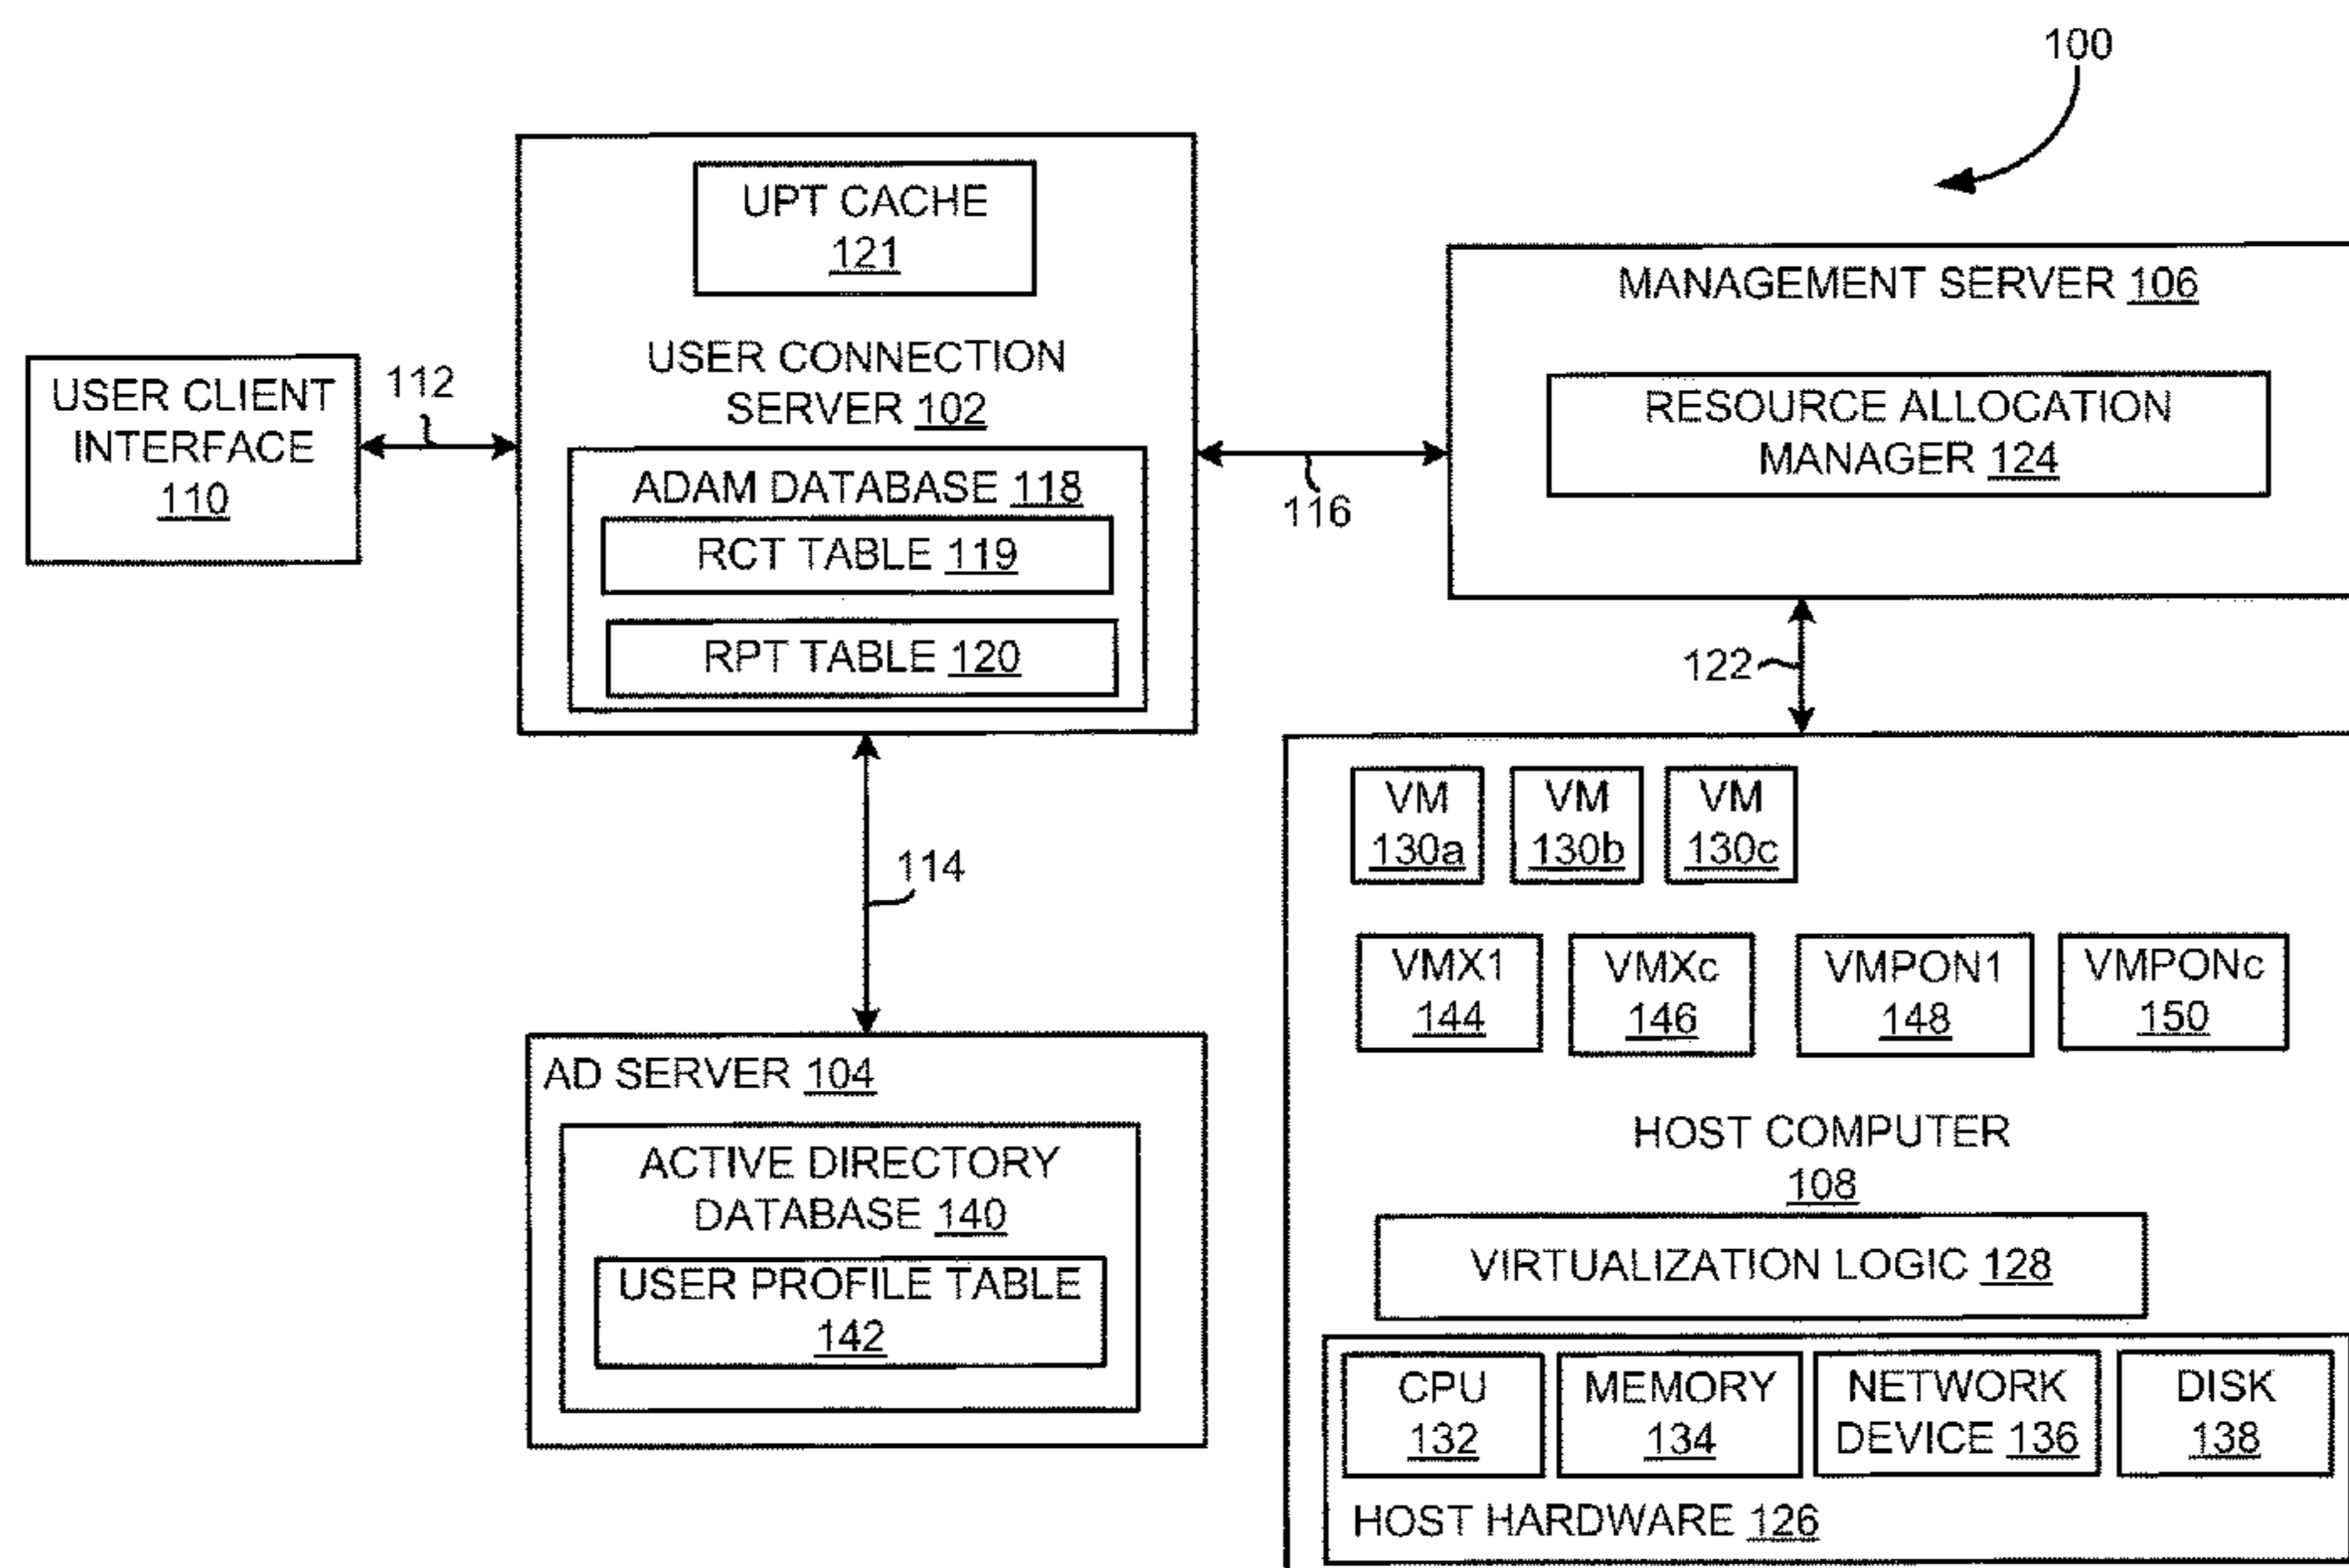 100
UPT CACHE
121
USER CONNECTION
SERVER 102
ADAM DATABASE 118
RCT TABLE 119
RPT TABLE 120
USER CLIENT
INTERFACE
110
112
116
MANAGEMENT SERVER 106
RESOURCE ALLOCATION
MANAGER 124
122
114
AD SERVER 104
ACTIVE DIRECTORY
DATABASE 140
USER PROFILE TABLE
142
VM
130a
VM
130b
VM
130c
VMX1
144
VMXc
146
VMPON1
148
VMPONc
150
HOST COMPUTER
108
VIRTUALIZATION LOGIC 128
CPU
132
MEMORY
134
NETWORK
DEVICE 136
DISK
138
HOST HARDWARE 126